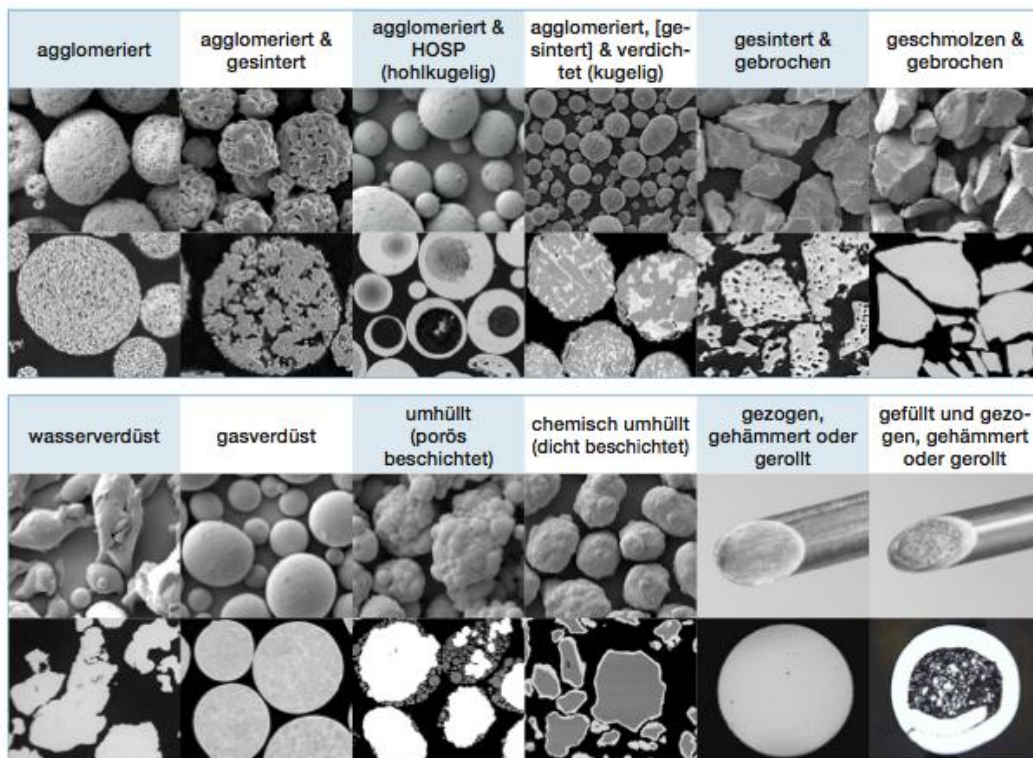 agglomeriert
agglomeriert &
gesintert
agglomeriert &
HOSP
(hohlkugelig)
agglomeriert, [ge-
sintert] & verdich-
tet (kugelig)
gesintert &
gebrochen
geschmolzen &
gebrochen
wasserverdüst
gasverdüst
umhüllt
(porös
beschichtet)
chemisch umhüllt
(dicht beschichtet)
gezogen,
gehämmert oder
gerollt
gefüllt und gezo-
gen, gehämmert
oder gerollt